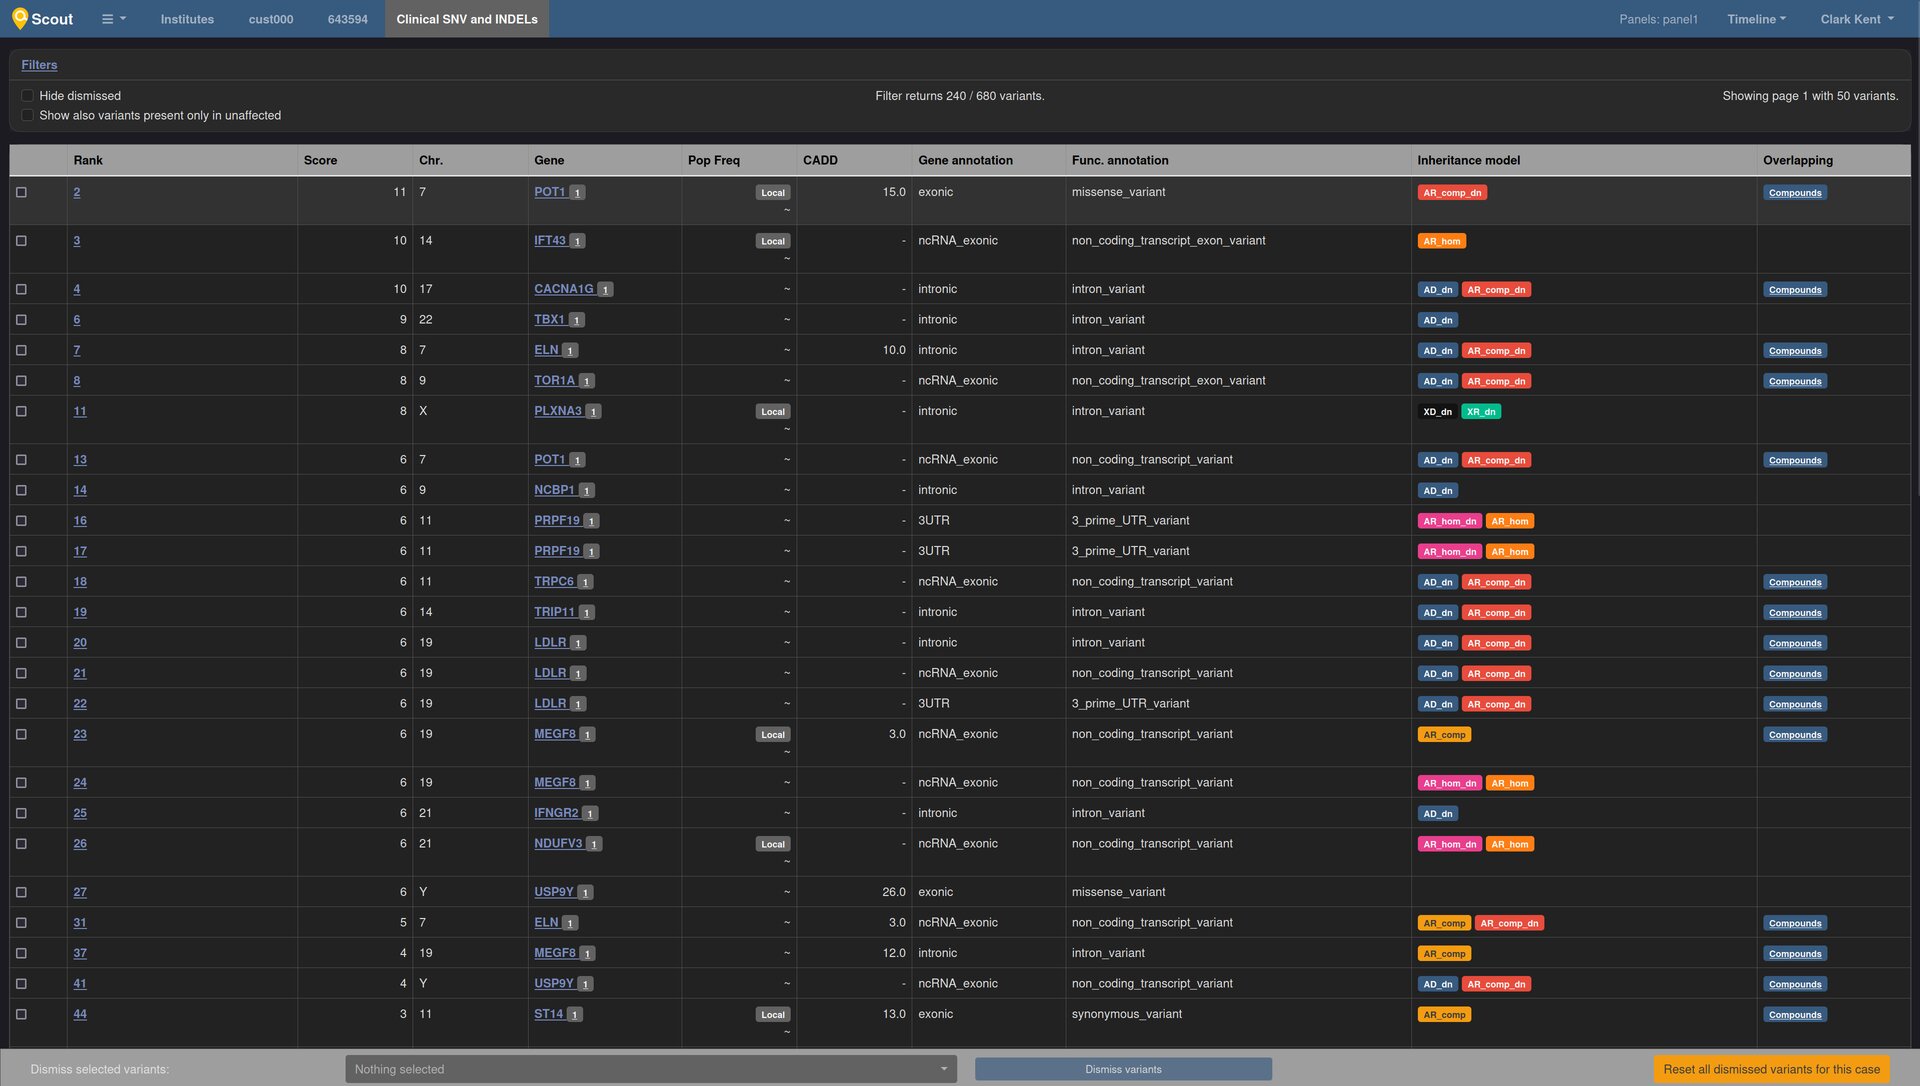 Scout Institutes cust000 643594 Clinical SNV and INDELs Panels: panel1 Timeline Clark Kent
Filters
Hide dismissed Filter returns 240 / 680 variants. Showing page 1 with 50 variants.
Show also variants present only in unaffected
Rank Score Chr. Gene Pop Freq CADD Gene annotation Func. annotation Inheritance model Overlapping
2 11 7 POT1 1 Local 15.0 exonic missense_variant AR_comp_dn Compounds
~
3 10 14 IFT43 1 Local - ncRNA_exonic non_coding_transcript_exon_variant AR_hom
~
4 10 17 CACNA1G 1 ~ - intronic intron_variant AD_dn AR_comp_dn Compounds
6 9 22 TBX1 1 ~ - intronic intron_variant AD_dn
7 8 7 ELN 1 ~ 10.0 intronic intron_variant AD_dn AR_comp_dn Compounds
8 8 9 TOR1A 1 ~ - ncRNA_exonic non_coding_transcript_exon_variant AD_dn AR_comp_dn Compounds
11 8 X PLXNA3 1 Local - intronic intron_variant XD_dn XR_dn
~
13 6 7 POT1 1 ~ - ncRNA_exonic non_coding_transcript_variant AD_dn AR_comp_dn Compounds
14 6 9 NCBP1 1 ~ - intronic intron_variant AD_dn
16 6 11 PRPF19 1 ~ - 3UTR 3_prime_UTR_variant AR_hom_dn AR_hom
17 6 11 PRPF19 1 ~ - 3UTR 3_prime_UTR_variant AR_hom_dn AR_hom
18 6 11 TRPC6 1 ~ - ncRNA_exonic non_coding_transcript_variant AD_dn AR_comp_dn Compounds
19 6 14 TRIP11 1 ~ - intronic intron_variant AD_dn AR_comp_dn Compounds
20 6 19 LDLR 1 ~ - intronic intron_variant AD_dn AR_comp_dn Compounds
21 6 19 LDLR 1 ~ - ncRNA_exonic non_coding_transcript_variant AD_dn AR_comp_dn Compounds
22 6 19 LDLR 1 ~ - 3UTR 3_prime_UTR_variant AD_dn AR_comp_dn Compounds
23 6 19 MEGF8 1 Local 3.0 ncRNA_exonic non_coding_transcript_variant AR_comp Compounds
~
24 6 19 MEGF8 1 ~ - ncRNA_exonic non_coding_transcript_variant AR_hom_dn AR_hom
25 6 21 IFNGR2 1 ~ - intronic intron_variant AD_dn
26 6 21 NDUFV3 1 Local - ncRNA_exonic non_coding_transcript_variant AR_hom_dn AR_hom
~
27 6 Y USP9Y 1 ~ 26.0 exonic missense_variant
31 5 7 ELN 1 ~ 3.0 ncRNA_exonic non_coding_transcript_variant AR_comp AR_comp_dn Compounds
37 4 19 MEGF8 1 ~ 12.0 intronic intron_variant AR_comp Compounds
41 4 Y USP9Y 1 ~ - ncRNA_exonic non_coding_transcript_variant AD_dn AR_comp_dn Compounds
44 3 11 ST14 1 Local 13.0 exonic synonymous_variant AR_comp Compounds
~
Dismiss selected variants: Nothing selected Dismiss variants Reset all dismissed variants for this case